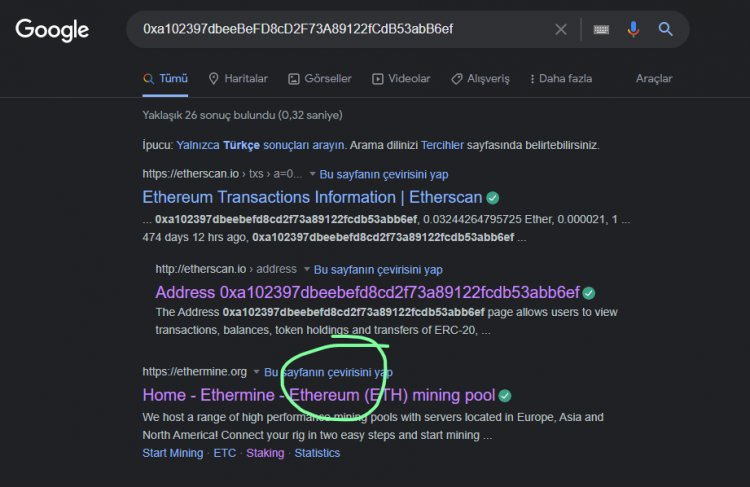 Google
0xa102397dbeeBeFD8cD2F73A89122fCdB53abB6ef
Tümü Haritalar Görseller Videolar Alışveriş Daha fazla Araçlar
Yaklaşık 26 sonuç bulundu (0,32 saniye)
İpucu: Yalnızca Türkçe sonuçları arayın. Arama dilinizi Tercihler sayfasında belirtebilirsiniz.
https://etherscan.io › txs › a=0... Bu sayfanın çevirisini yap
Ethereum Transactions Information | Etherscan
... 0xa102397dbeebefd8cd2f73a89122fcdb53abb6ef, 0.03244264795725 Ether, 0.000021, 1 ...
474 days 12 hrs ago, 0xa102397dbeebefd8cd2f73a89122fcdb53abb6ef ...
http://etherscan.io › address Bu sayfanın çevirisini yap
Address 0xa102397dbeebefd8cd2f73a89122fcdb53abb6ef
The Address 0xa102397dbeebefd8cd2f73a89122fcdb53abb6ef page allows users to view
transactions, balances, token holdings and transfers of ERC-20, ...
https://ethermine.org Bu sayfanın çevirisini yap
Home - Ethermine - Ethereum (ETH) mining pool
We host a range of high performance mining pools with servers located in Europe, Asia and
North America! Connect your rig in two easy steps and start mining ...
Start Mining · ETC · Staking · Statistics